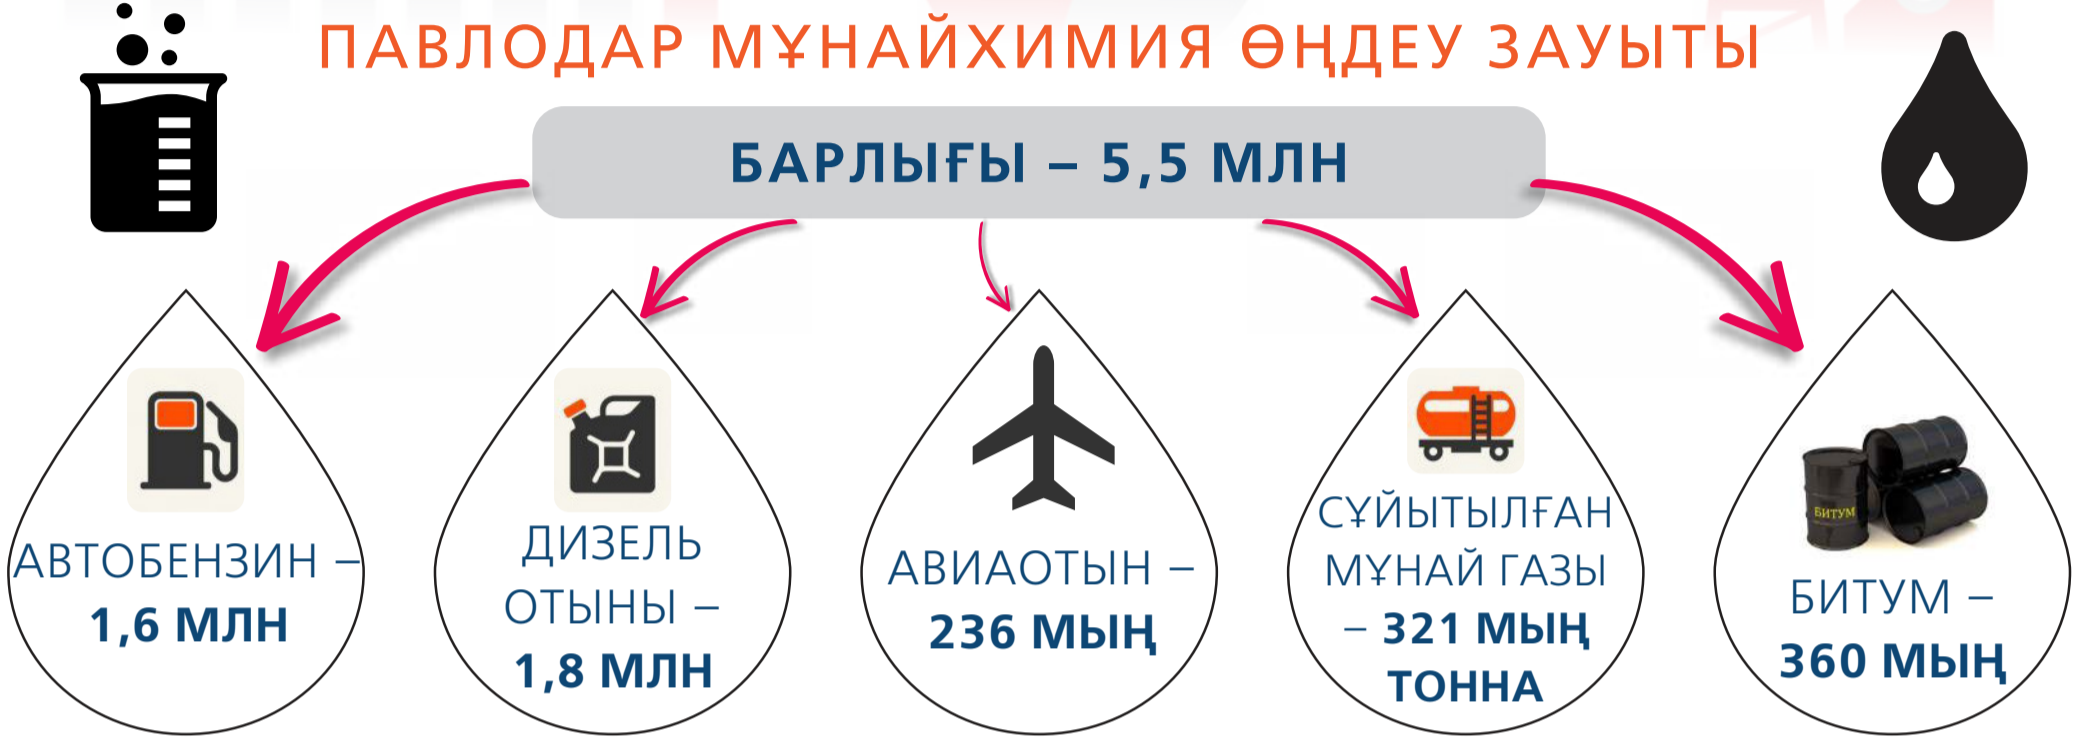 ПАВЛОДАР МҰНАЙХИМИЯ ӨҢДЕУ ЗАУЫТЫ
БАРЛЫҒЫ – 5,5 МЛН
АВТОБЕНЗИН –
1,6 МЛН
ДИЗЕЛЬ
ОТЫНЫ –
1,8 МЛН
АВИАОТЫН –
236 МЫҢ
СҰЙЫТЫЛҒАН
МҰНАЙ ГАЗЫ
– 321 МЫҢ
ТОННА
БИТУМ
БИТУМ –
360 МЫҢ